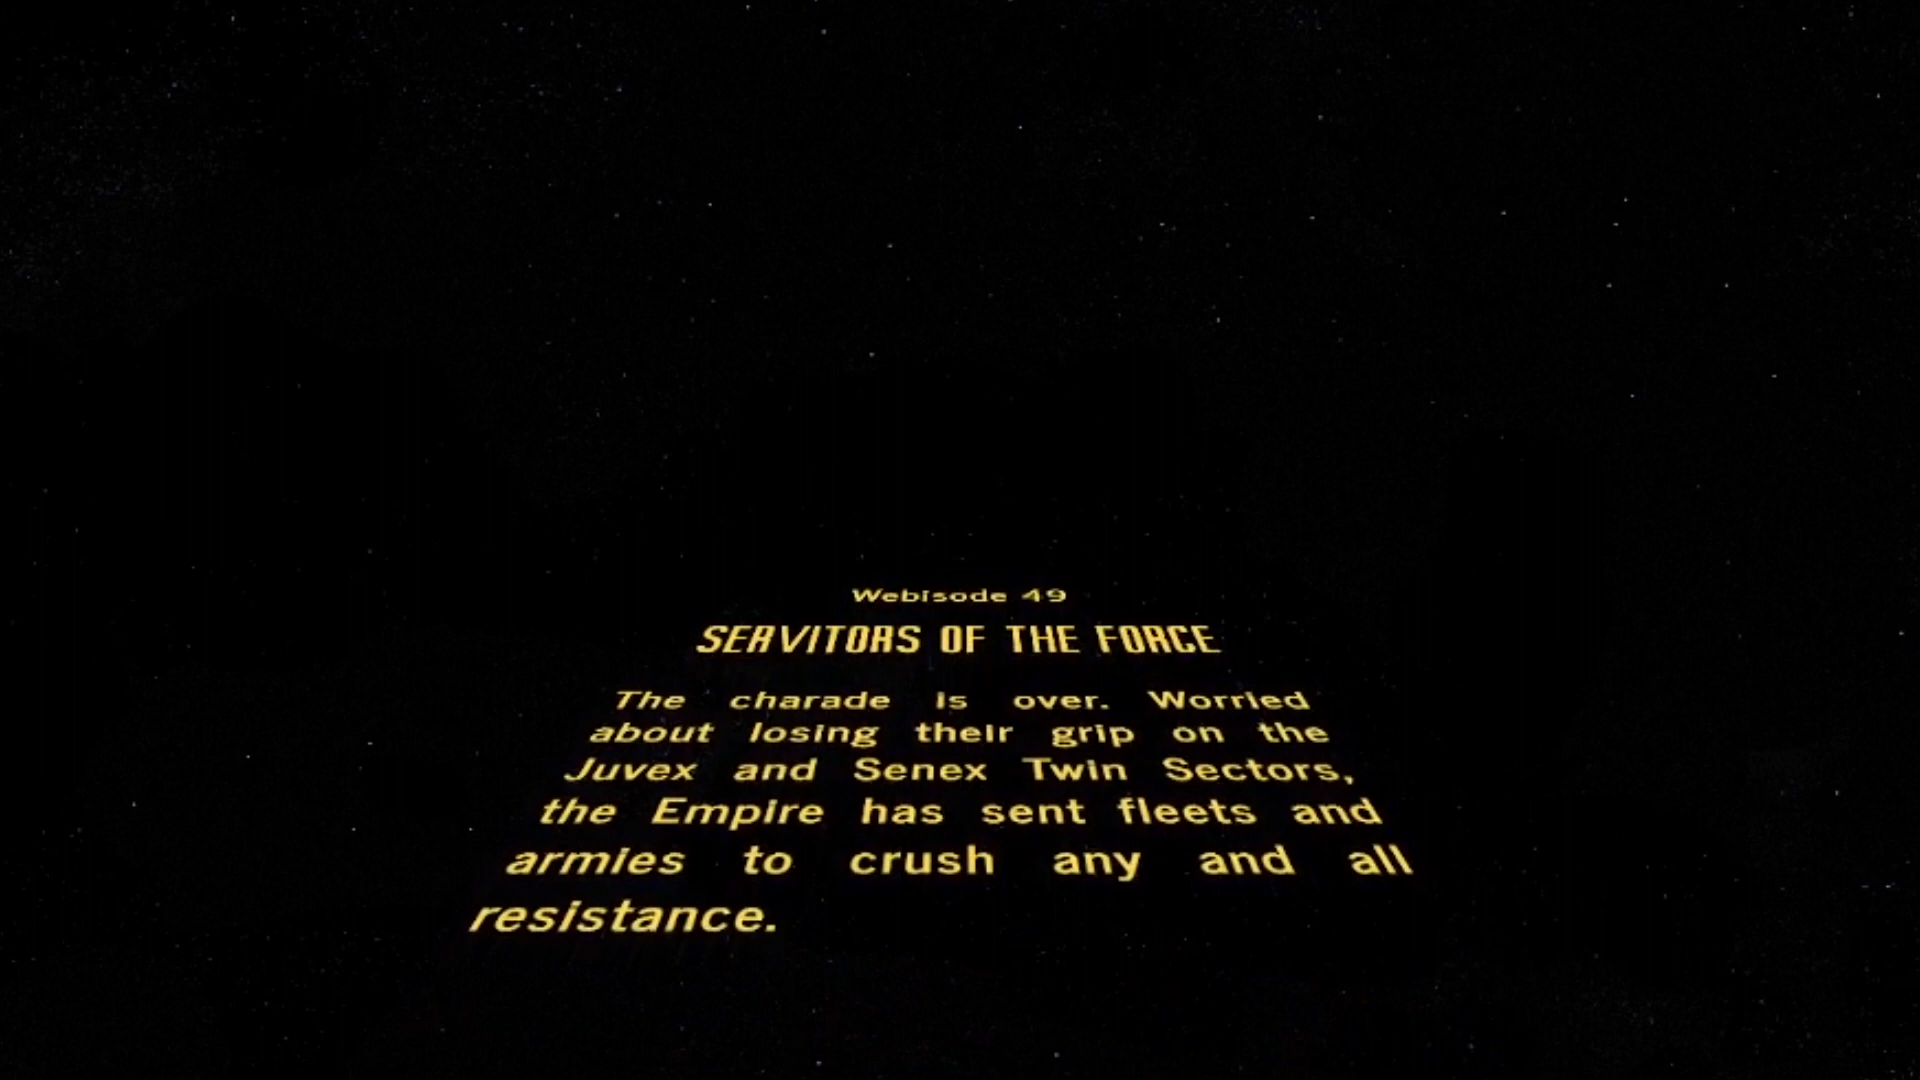 Webisode 49
SERVITORS OF THE FORCE
The charade is over. Worried
about losing their grip on the
Juvex and Senex Twin Sectors,
the Empire has sent fleets and
armies to crush any and all
resistance.